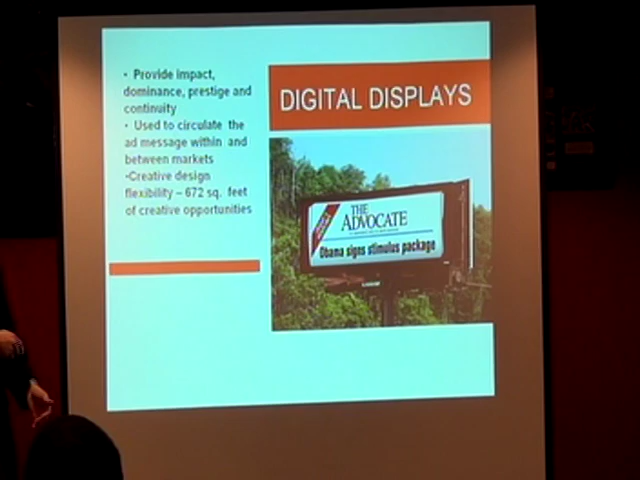 • Provide impact,
dominance, prestige and
continuity
• Used to circulate the
ad message within and
between markets
•Creative design
flexibility – 672 sq. feet
of creative opportunities
DIGITAL DISPLAYS
THE
ADVOCATE
Obama signs stimulus package